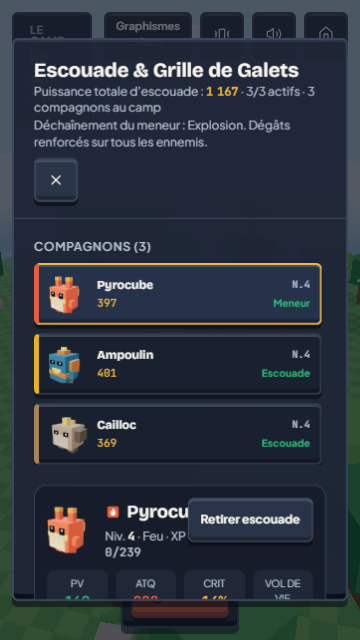 LE
Graphismes
Escouade & Grille de Galets
Puissance totale d'escouade : 1 167 · 3/3 actifs · 3
compagnons au camp
Déchaînement du meneur : Explosion. Dégâts
renforcés sur tous les ennemis.
×
COMPAGNONS (3)
Pyrocube
N.4
397
Meneur
Ampoulin
N.4
401
Escouade
Cailloc
N.4
369
Escouade
Pyrocu
Retirer escouade
Niv. 4 · Feu · XP
0/239
PV
ATQ
CRIT
VOL DE
VIE